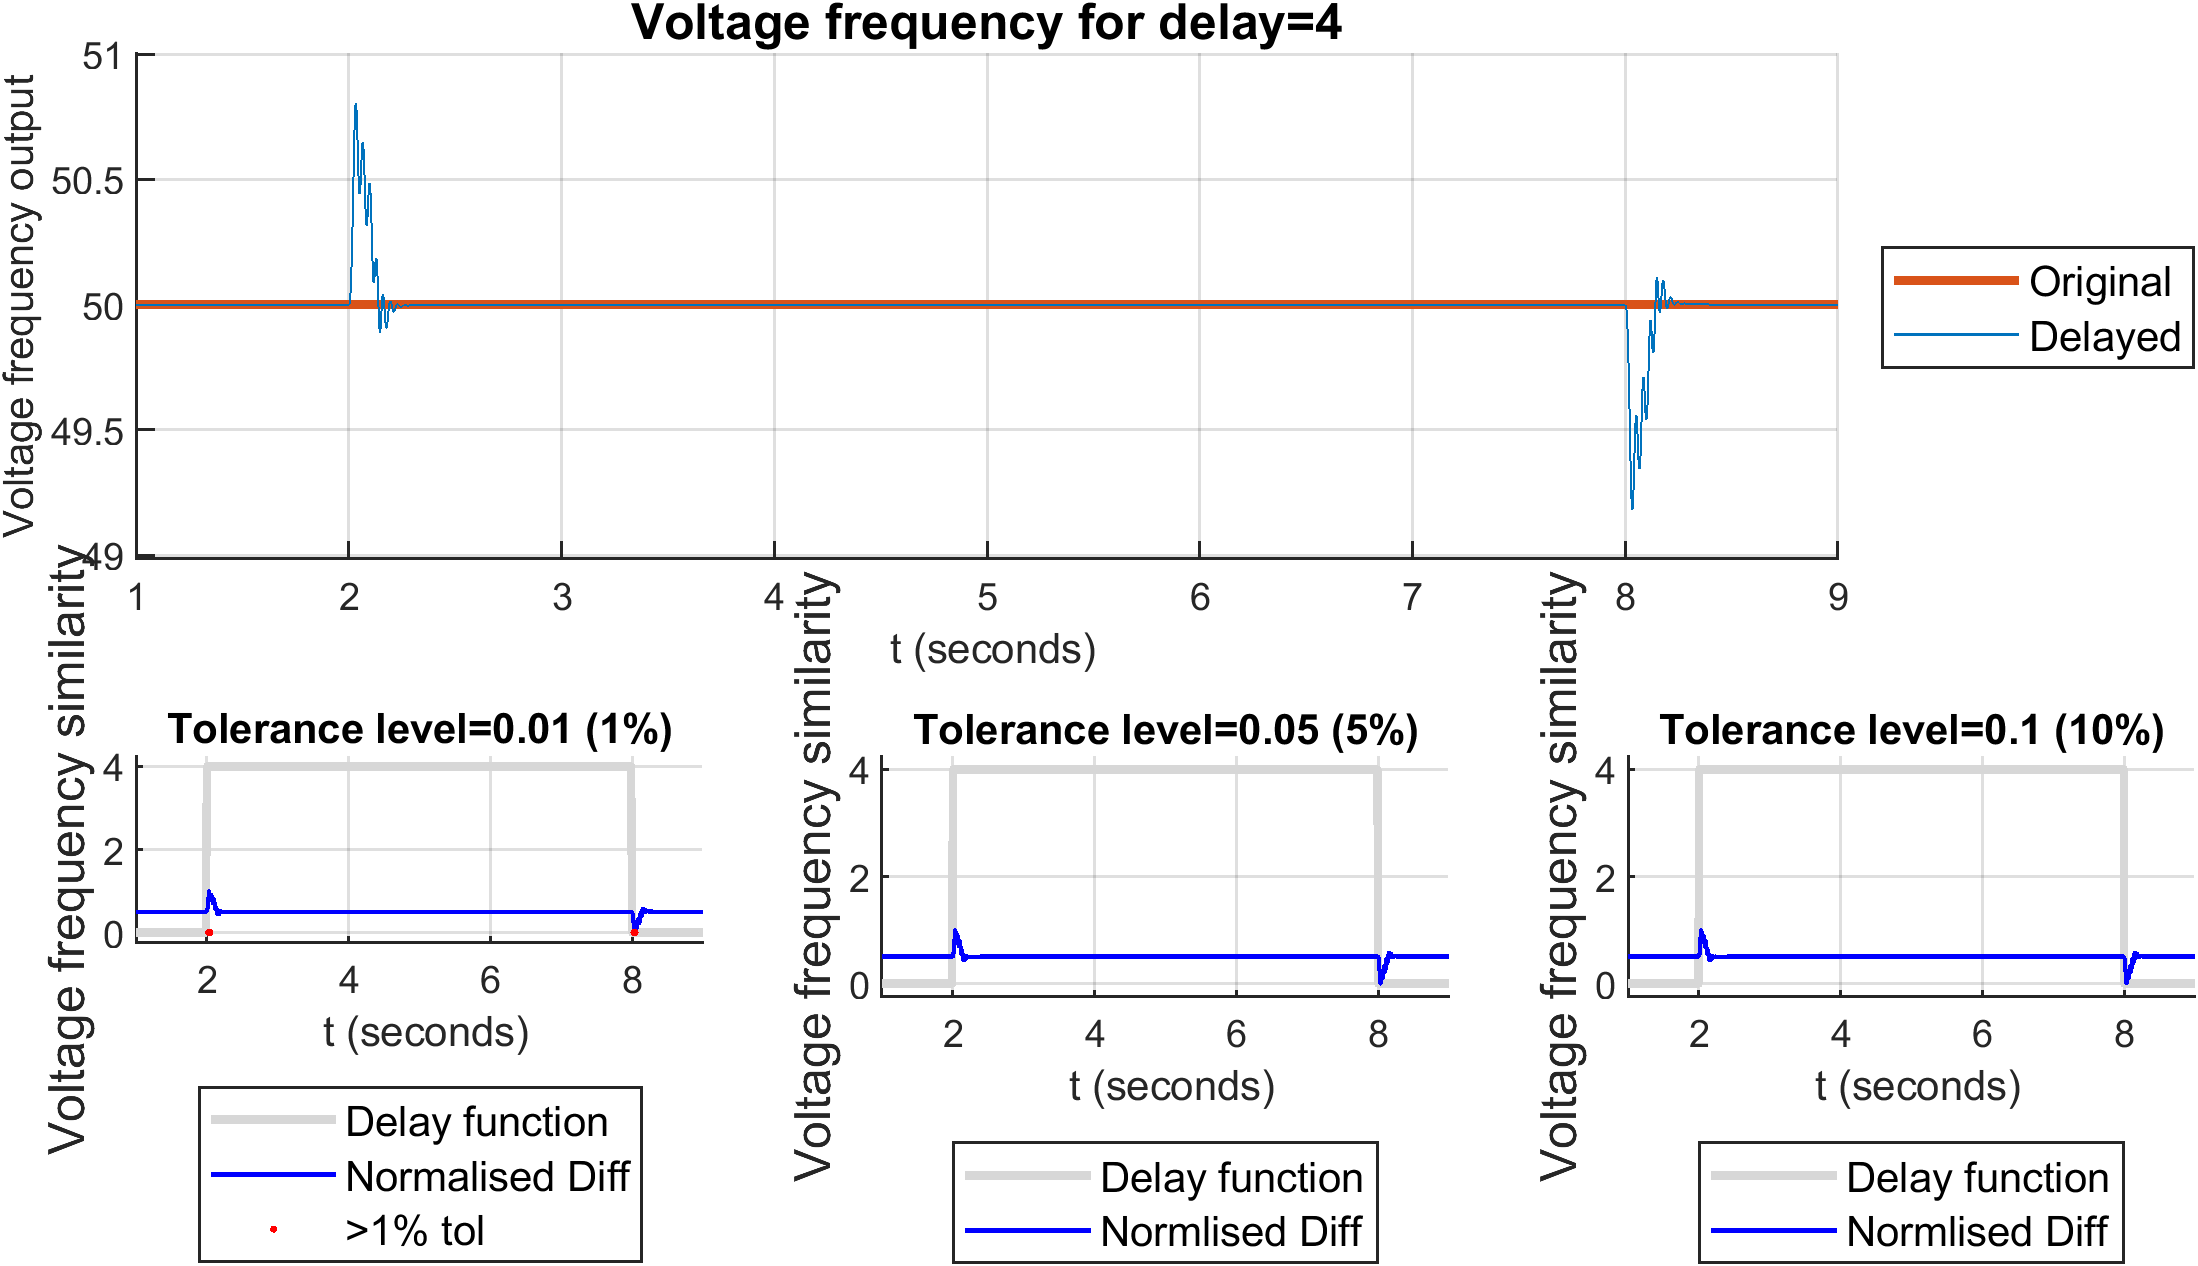 Voltage frequency for delay=4
Voltage frequency output
51
50.5
50
49.5
49
1 2 3 4 5 6 7 8 9
t (seconds)
Original
Delayed
Tolerance level=0.01 (1%)
Voltage frequency similarity
4
2
0
2 4 6 8
t (seconds)
Delay function
Normalised Diff
>1% tol
Tolerance level=0.05 (5%)
Voltage frequency similarity
4
2
0
2 4 6 8
t (seconds)
Delay function
Normlised Diff
Tolerance level=0.1 (10%)
Voltage frequency similarity
4
2
0
2 4 6 8
t (seconds)
Delay function
Normlised Diff